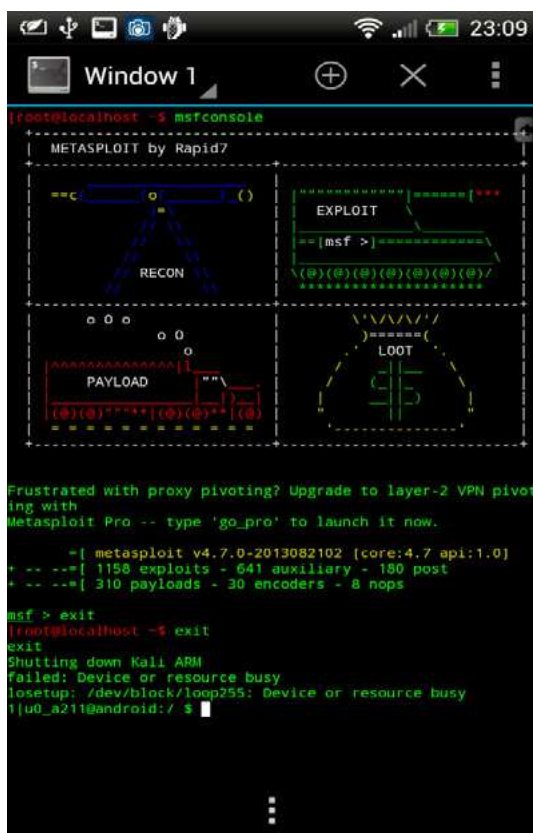 23:09
Window 1
[root@localhost ~$ msfconsole
METASPLOIT by Rapid7
==c(______(o(______(_()
RECON
EXPLOIT
==[msf >]============\
\(@)(@)(@)(@)(@)(@)(@)/
*********************
o O o
o O
o
PAYLOAD
|(@)(@)"""**|(@)(@)**|(@)
= = = = = = = = = = = =
\'\/\/\/'/
)======(
LOOT
Frustrated with proxy pivoting? Upgrade to layer-2 VPN pivot
ing with
Metasploit Pro -- type 'go_pro' to launch it now.
=[ metasploit v4.7.0-2013082102 [core:4.7 api:1.0]
+ -- --=[ 1158 exploits - 641 auxiliary - 180 post
+ -- --=[ 310 payloads - 30 encoders - 8 nops
msf > exit
[root@localhost ~$ exit
exit
Shutting down Kali ARM
failed: Device or resource busy
losetup: /dev/block/loop255: Device or resource busy
1|u0_a211@android:/ $